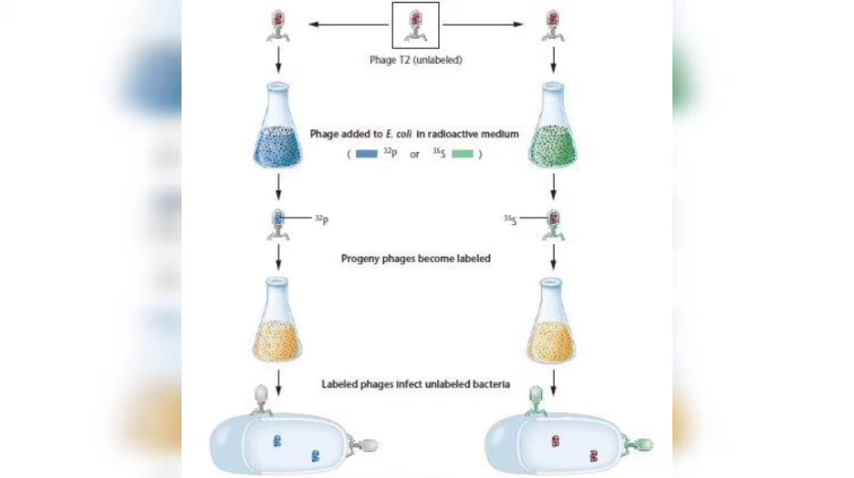 Phage T2 (unlabeled)
Phage added to E. coli in radioactive medium
( ³²P or ³⁵S )
³²P
³⁵S
Progeny phages become labeled
Labeled phages infect unlabeled bacteria